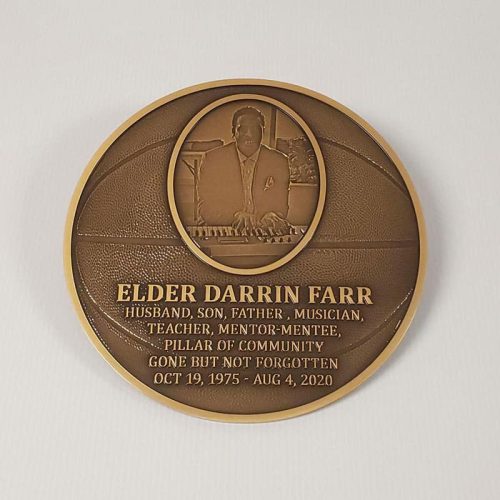 ELDER DARRIN FARR
HUSBAND, SON, FATHER , MUSICIAN,
TEACHER, MENTOR-MENTEE,
PILLAR OF COMMUNITY
GONE BUT NOT FORGOTTEN
OCT 19, 1975 - AUG 4, 2020